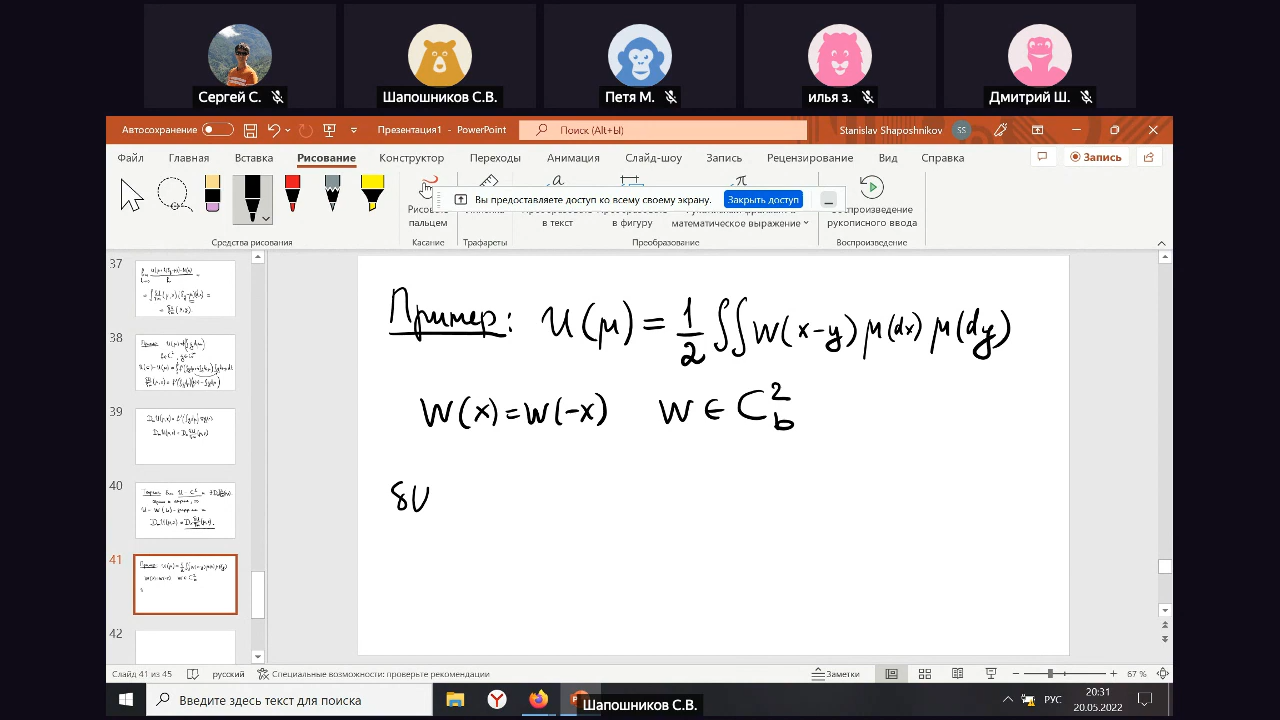 Сергей С.
Шапошников С.В.
Петя М.
илья з.
Дмитрий Ш.
Автосохранение
Презентация1 - PowerPoint
Поиск (Alt+Ы)
Stanislav Shaposhnikov
SS
Файл Главная Вставка Рисование Конструктор Переходы Анимация Слайд-шоу Запись Рецензирование Вид Справка
Запись
Вы предоставляете доступ ко всему своему экрану. Закрыть доступ
Рисовать пальцем
в текст
в фигуру
математическое выражение
Воспроизведение рукописного ввода
Средства рисования
Касание
Трафареты
Преобразование
Воспроизведение
37
38
39
40
41
42
Пример: U(μ) = 1/2 ∫∫ W(x-y) μ(dx) μ(dy)
W(x) = W(-x) W ∈ C_b^2
δU
Слайд 41 из 45
русский
Специальные возможности: проверьте рекомендации
Заметки
67 %
Введите здесь текст для поиска
Шапошников С.В.
РУС
20:31
20.05.2022